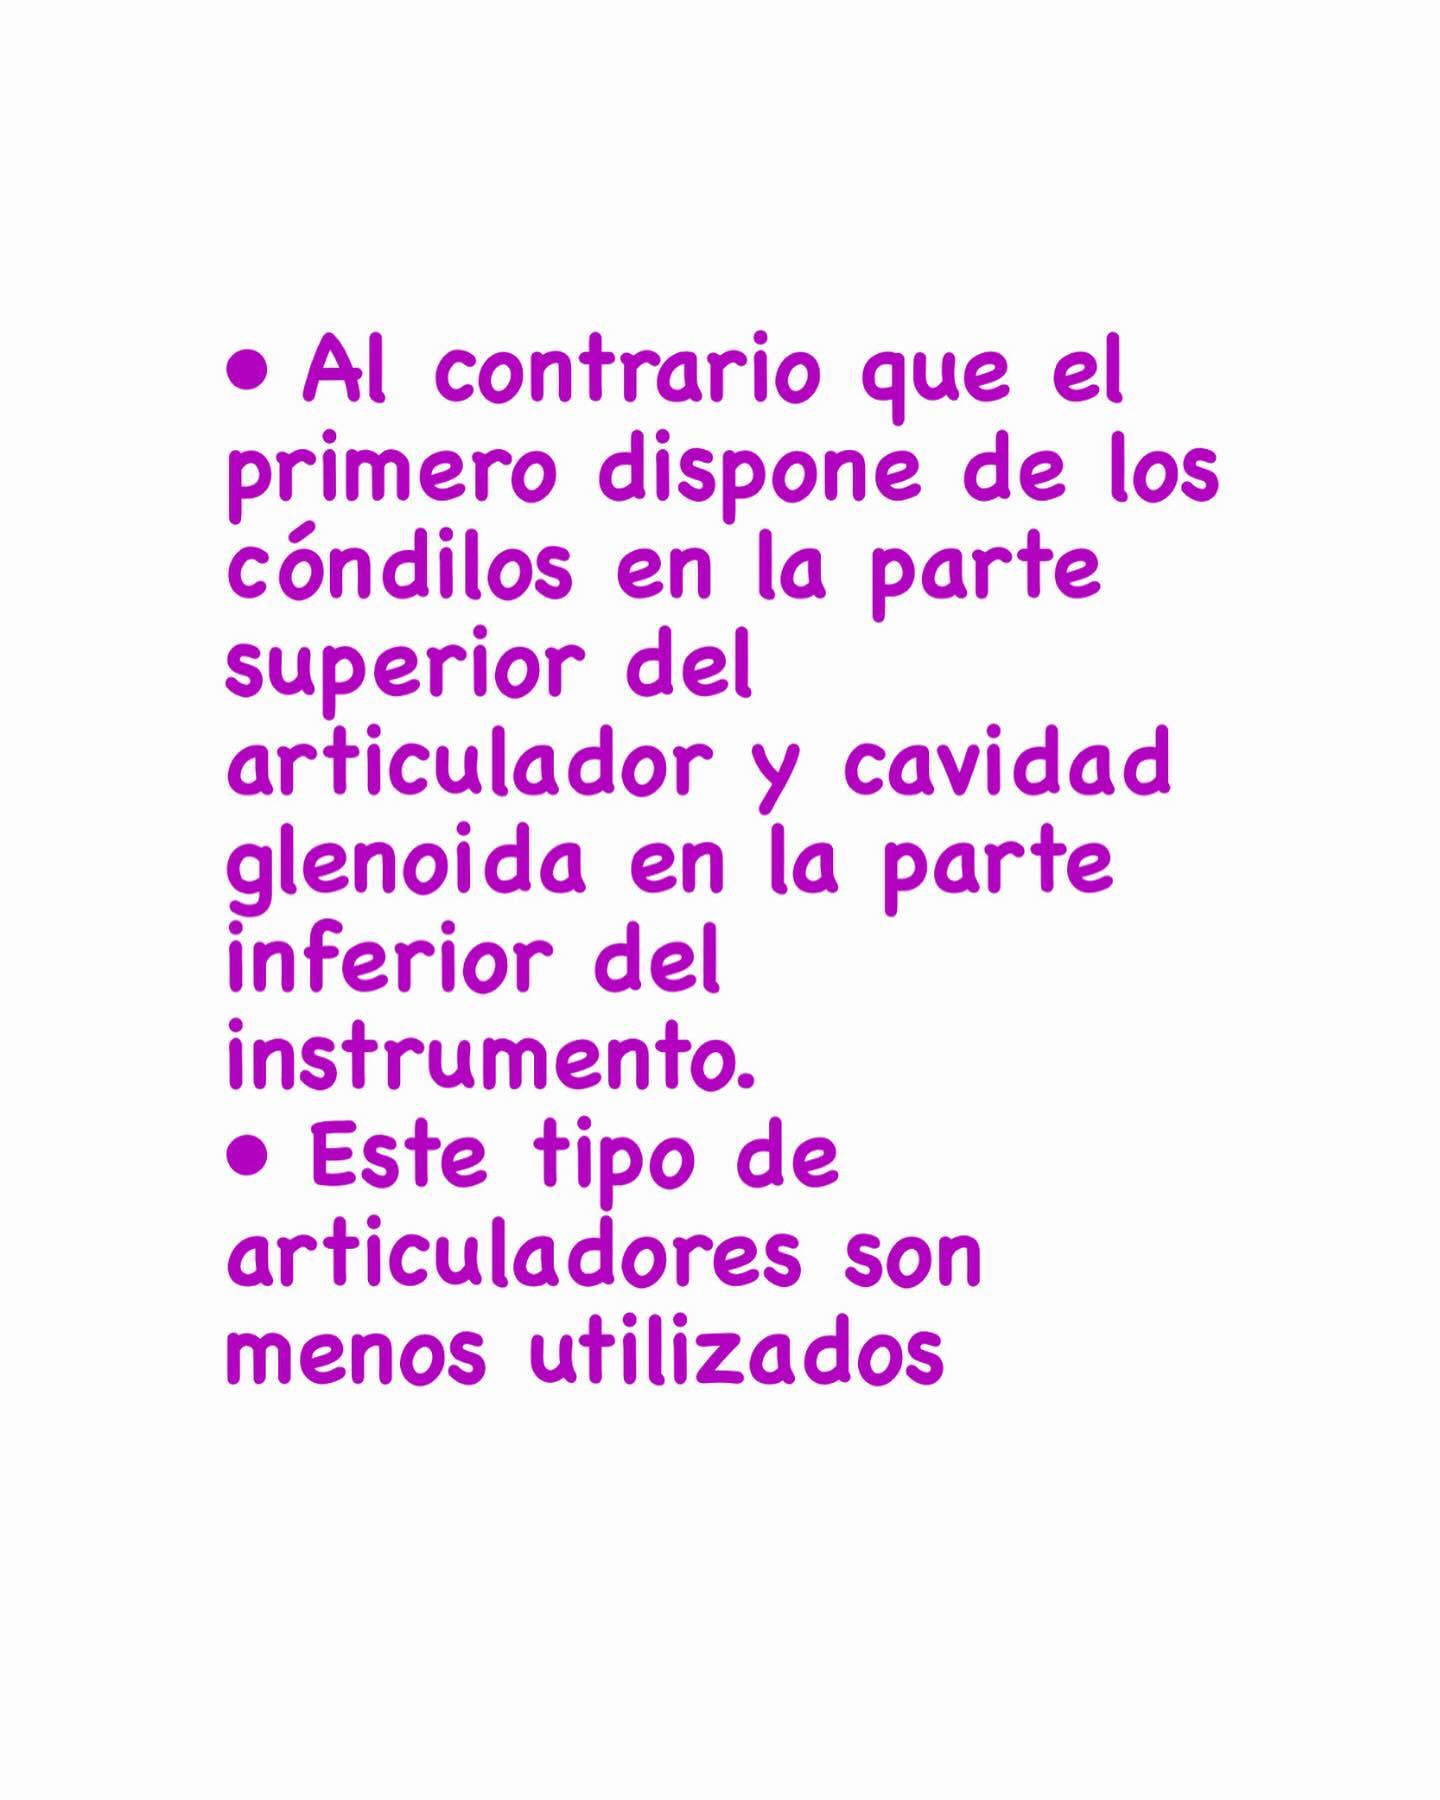 • Al contrario que el
primero dispone de los
cóndilos en la parte
superior del
articulador y cavidad
glenoida en la parte
inferior del
instrumento.
• Este tipo de
articuladores son
menos utilizados